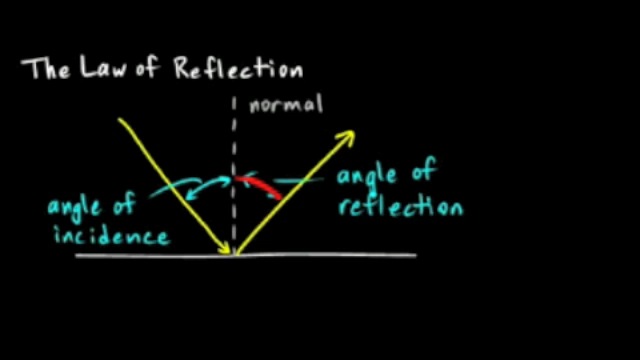 The Law of Reflection
normal
angle of
incidence
angle of
reflection